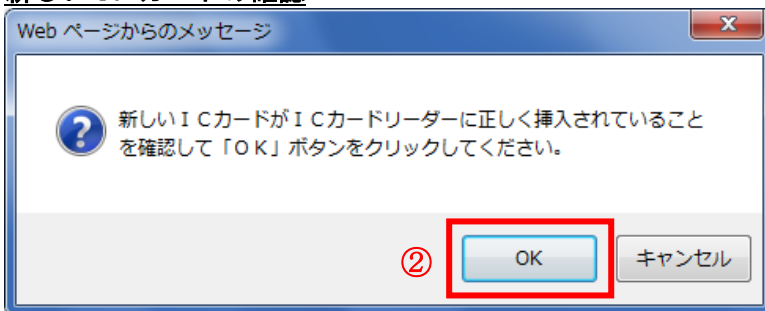 Web ページからのメッセージ
x
新しいＩＣカードがＩＣカードリーダーに正しく挿入されていること
を確認して「ＯＫ」ボタンをクリックしてください。
②
OK
キャンセル